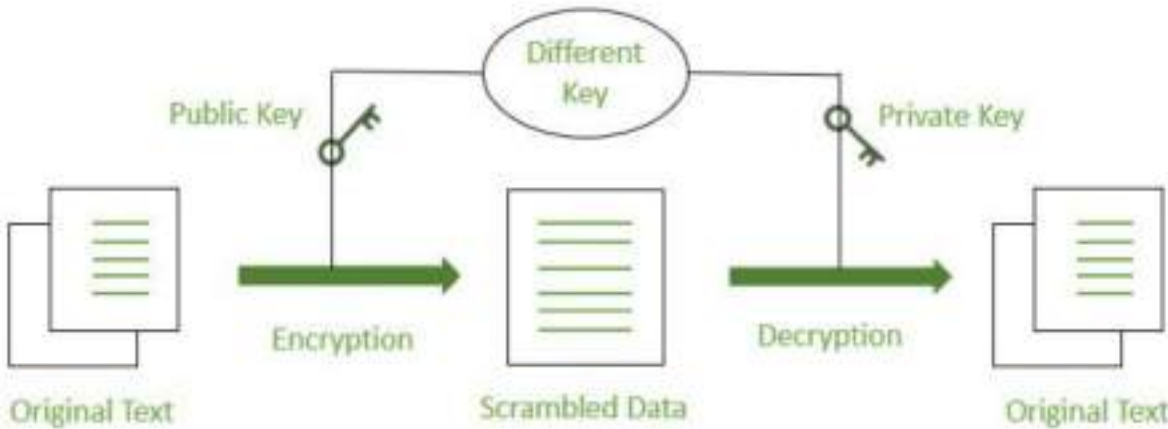 Different
Key
Public Key
Private Key
Encryption
Decryption
Original Text
Scrambled Data
Original Text